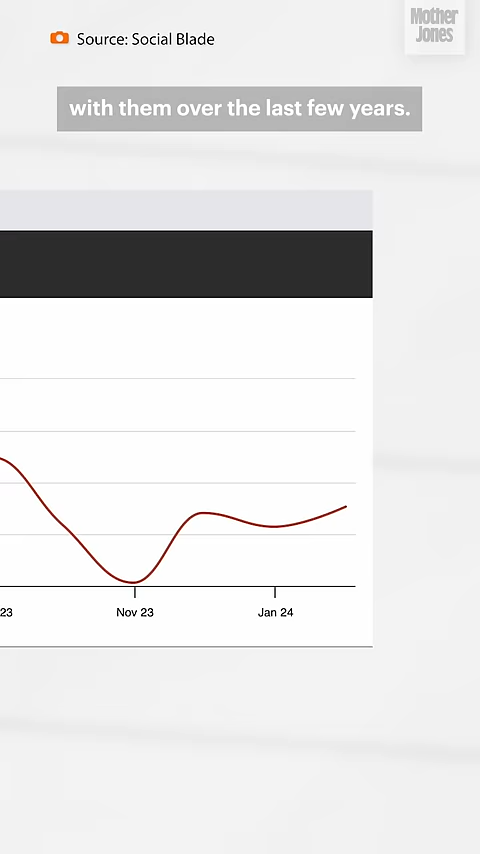 Source: Social Blade
Mother
Jones
with them over the last few years.
23
Nov 23
Jan 24